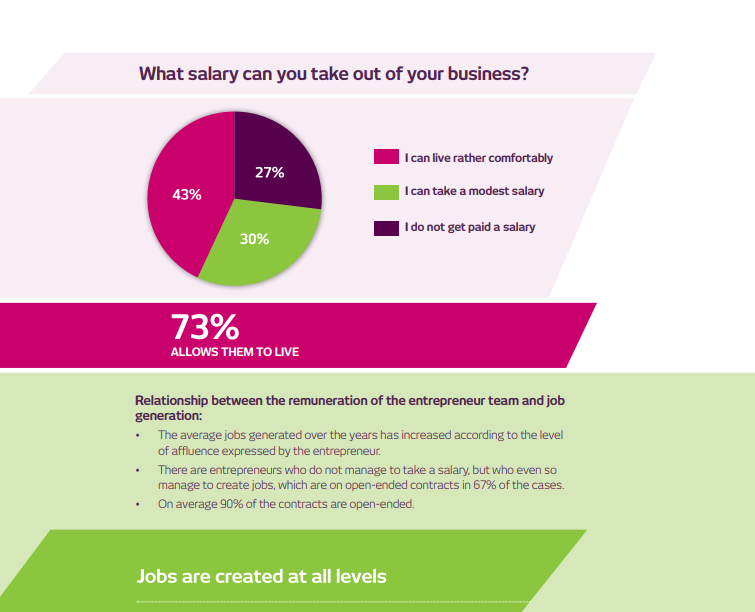 What salary can you take out of your business?
27%
43%
30%
I can live rather comfortably
I can take a modest salary
I do not get paid a salary
73%
ALLOWS THEM TO LIVE
Relationship between the remuneration of the entrepreneur team and job
generation:
• The average jobs generated over the years has increased according to the level
of affluence expressed by the entrepreneur.
• There are entrepreneurs who do not manage to take a salary, but who even so
manage to create jobs, which are on open-ended contracts in 67% of the cases.
• On average 90% of the contracts are open-ended.
Jobs are created at all levels